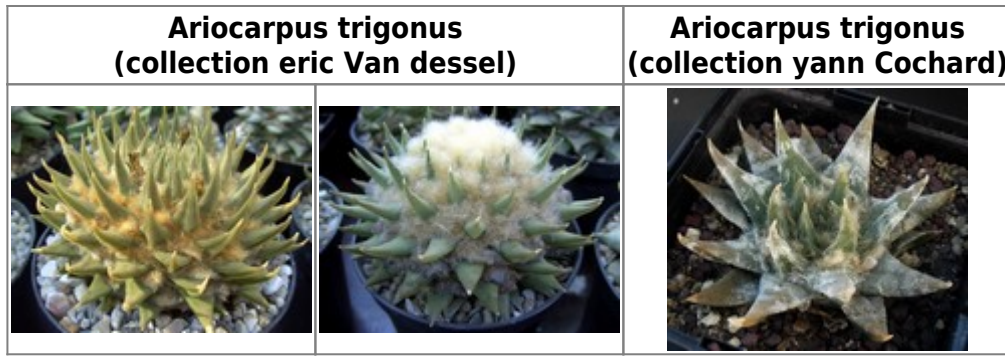 Ariocarpus trigonus
(collection eric Van dessel)
Ariocarpus trigonus
(collection yann Cochard)